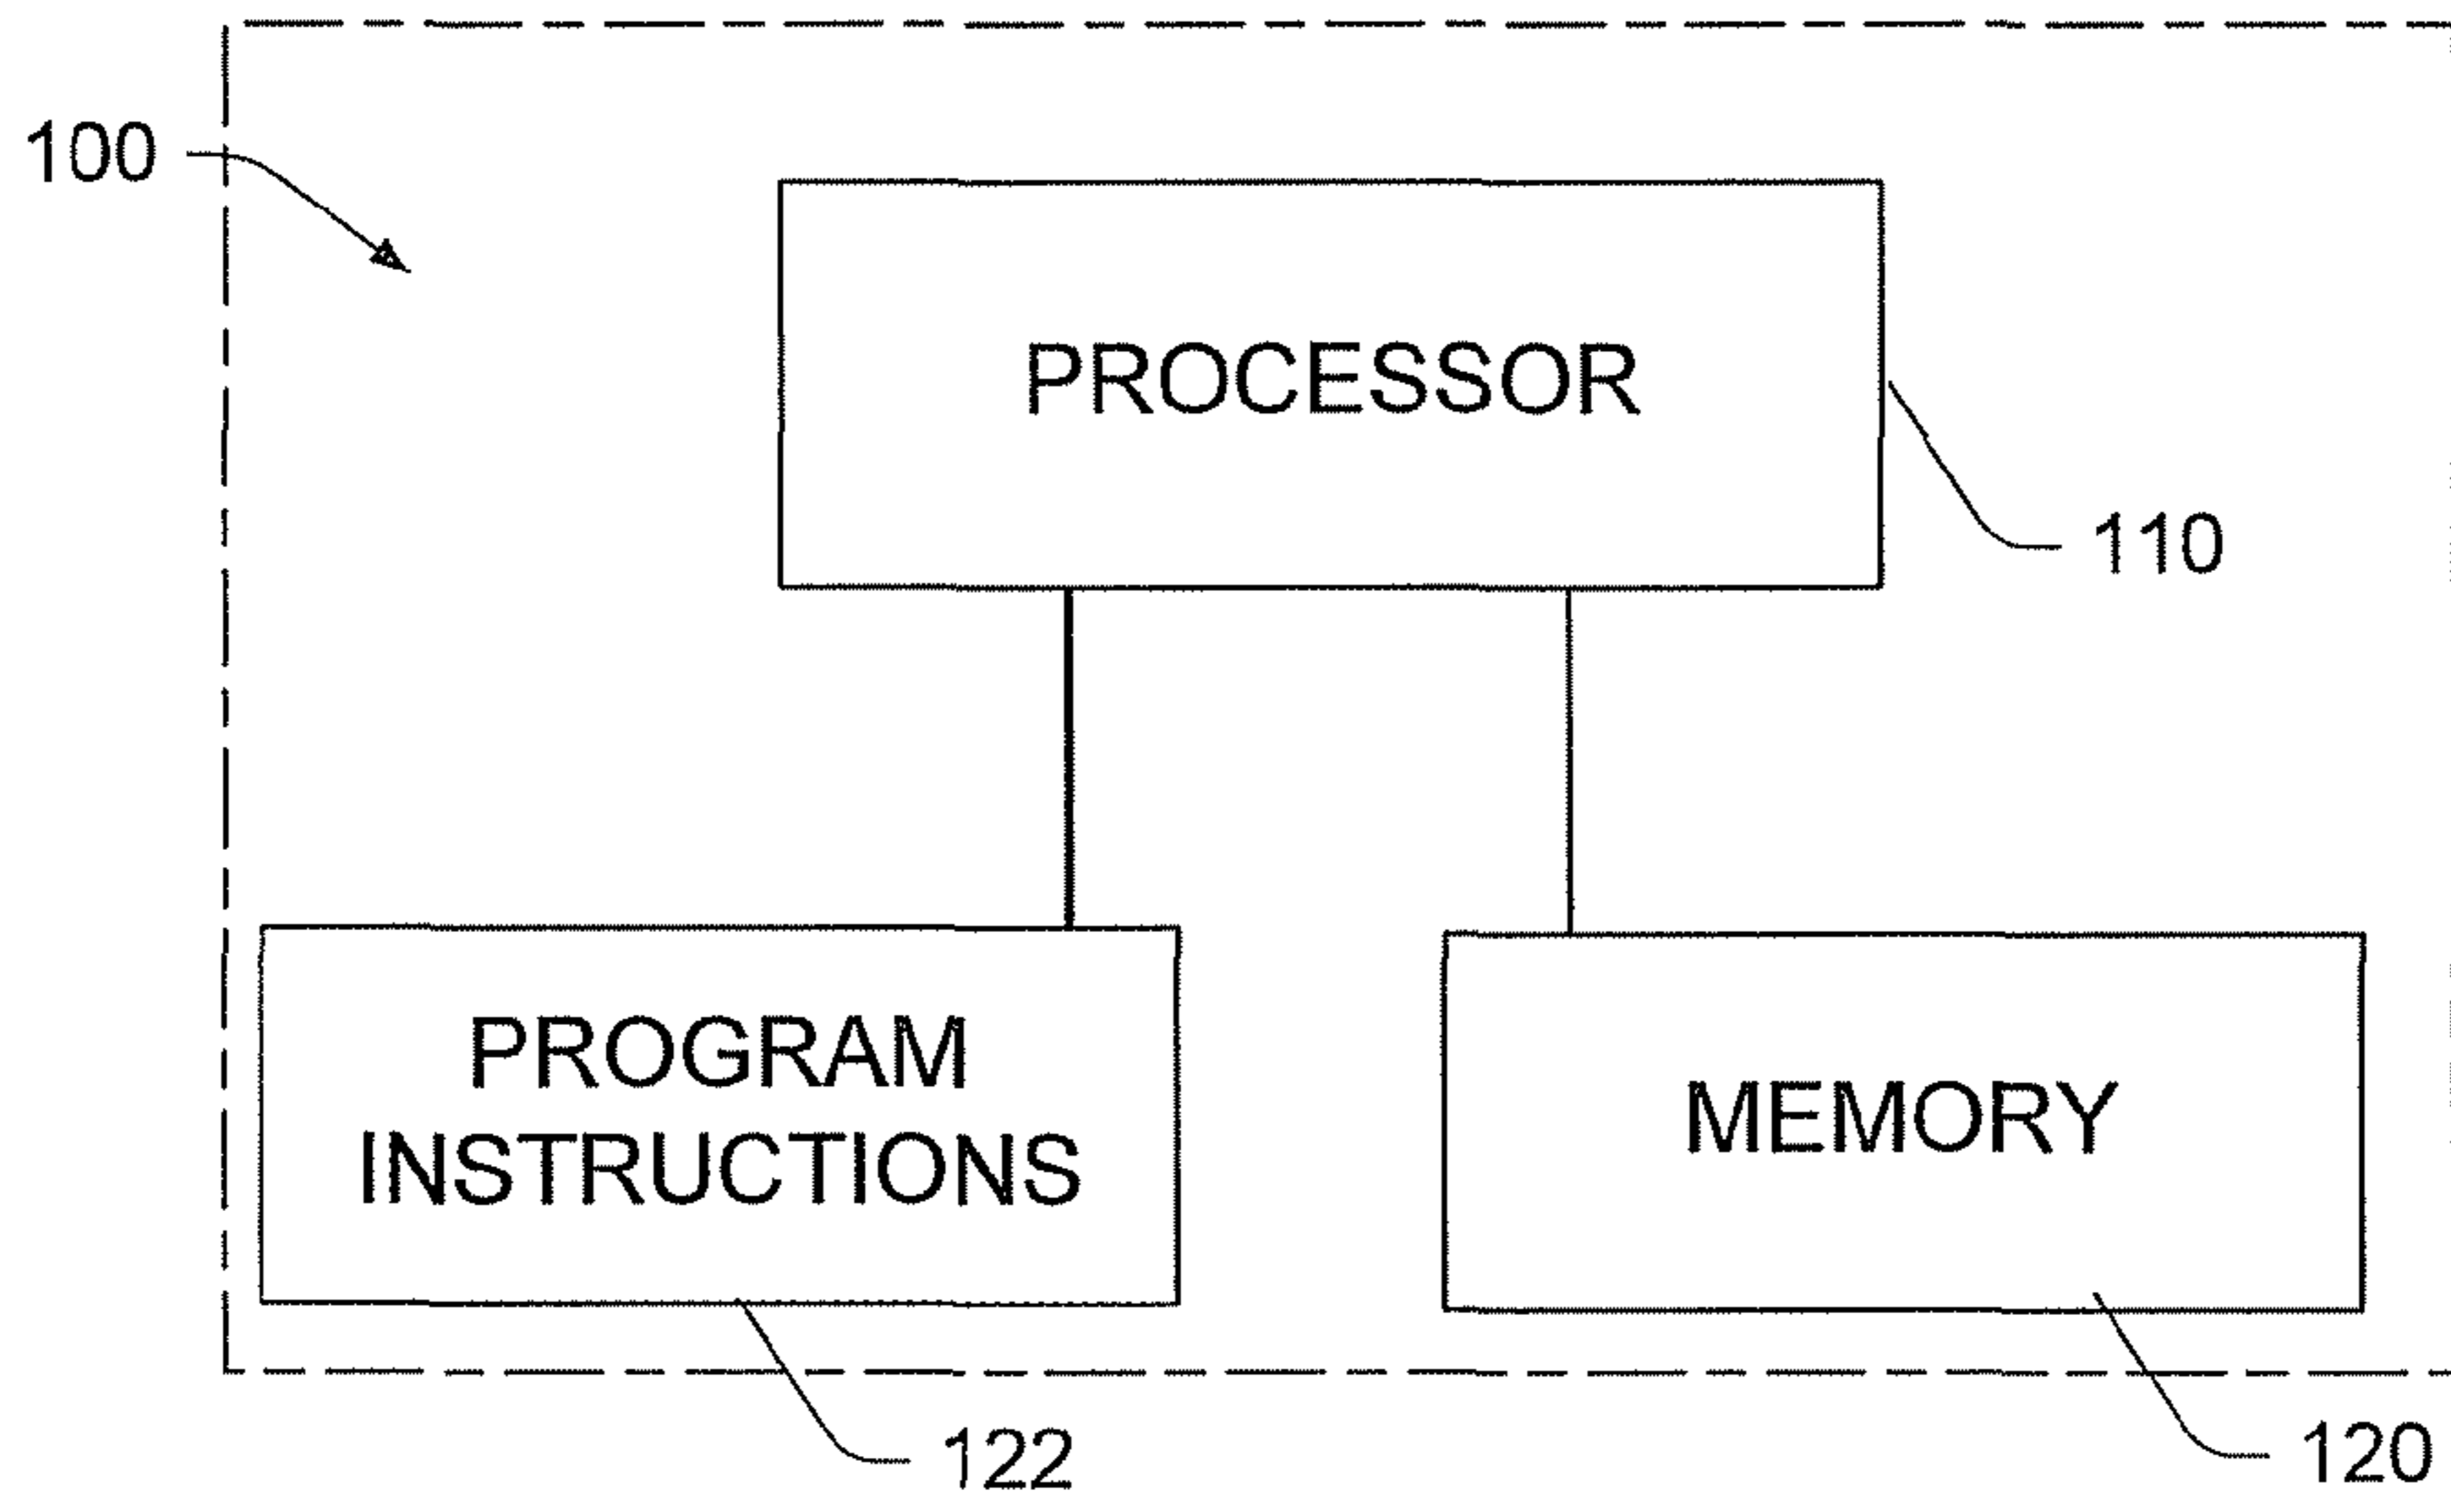 100
PROCESSOR
110
PROGRAM
INSTRUCTIONS
MEMORY
122
120